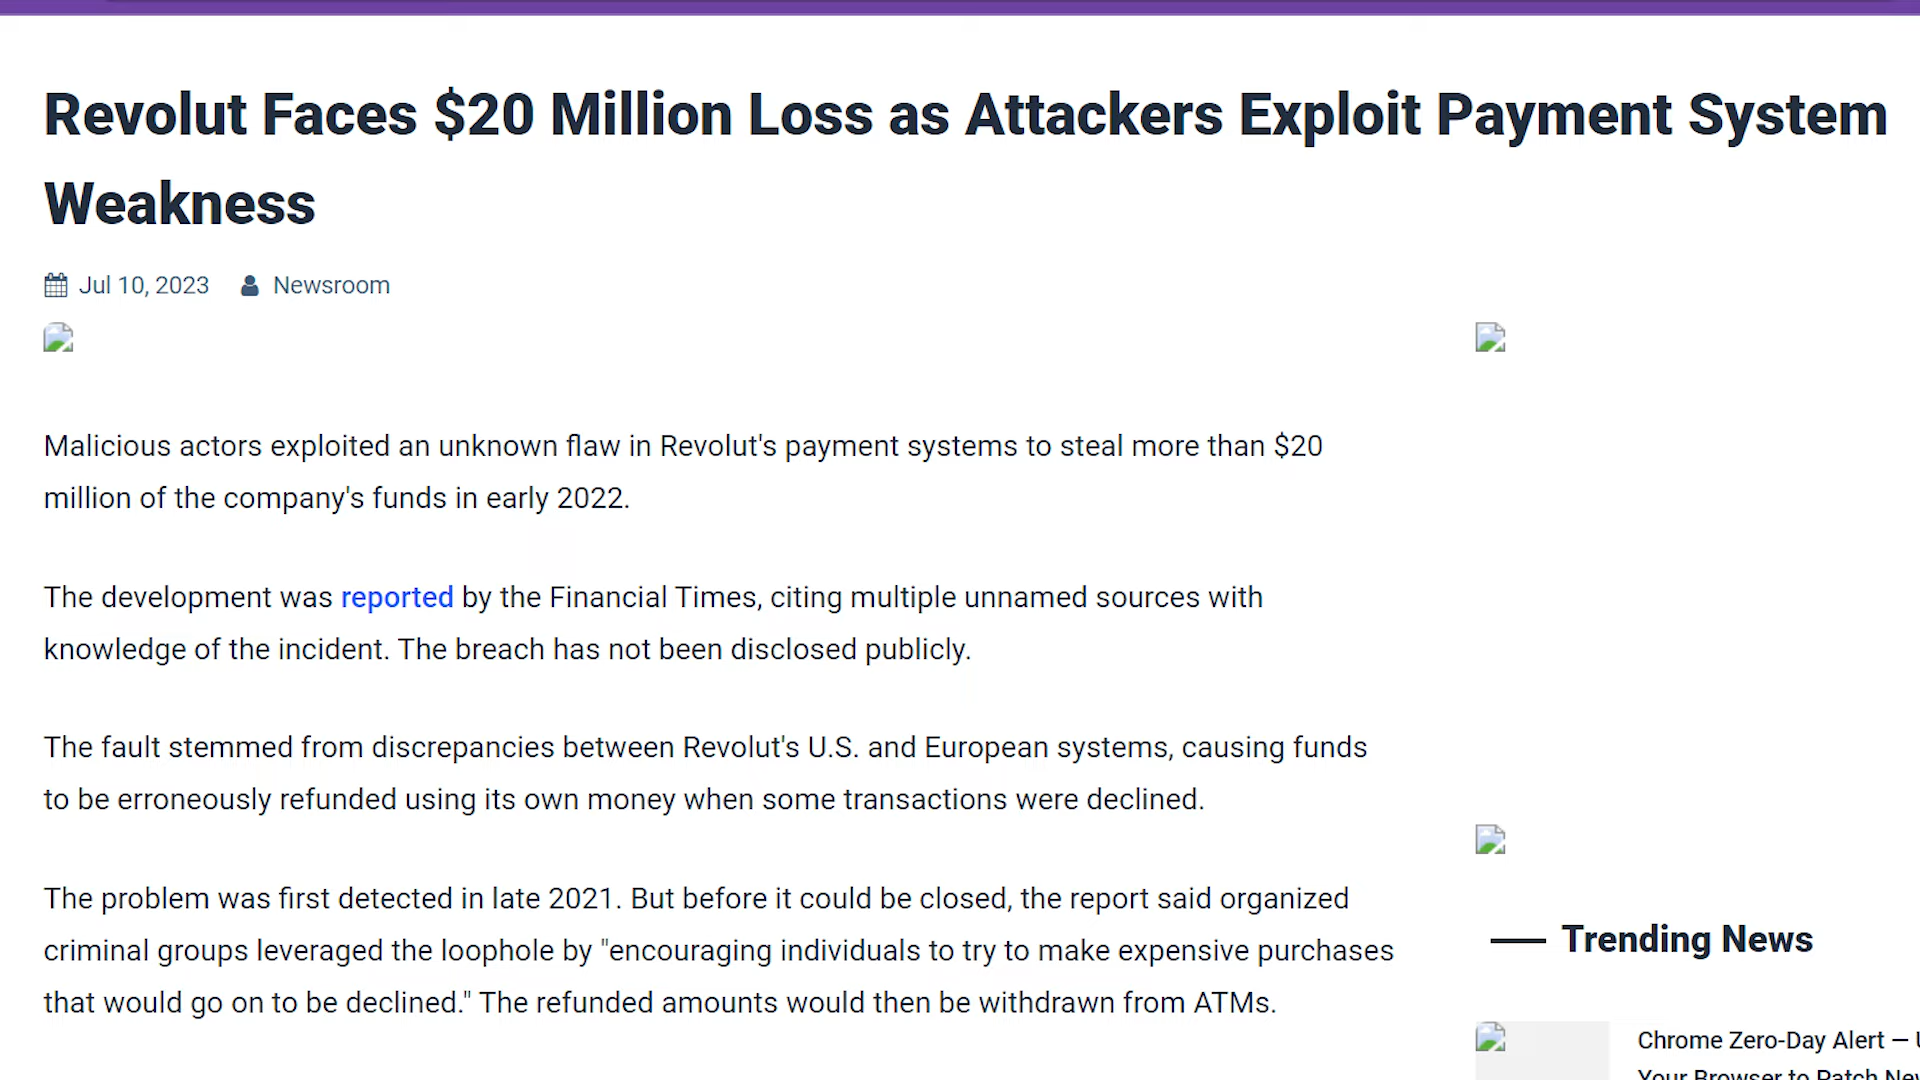 Revolut Faces $20 Million Loss as Attackers Exploit Payment System
Weakness
Jul 10, 2023 Newsroom
Malicious actors exploited an unknown flaw in Revolut's payment systems to steal more than $20
million of the company's funds in early 2022.
The development was reported by the Financial Times, citing multiple unnamed sources with
knowledge of the incident. The breach has not been disclosed publicly.
The fault stemmed from discrepancies between Revolut's U.S. and European systems, causing funds
to be erroneously refunded using its own money when some transactions were declined.
The problem was first detected in late 2021. But before it could be closed, the report said organized
criminal groups leveraged the loophole by "encouraging individuals to try to make expensive purchases
that would go on to be declined." The refunded amounts would then be withdrawn from ATMs.
Trending News
Chrome Zero-Day Alert —
Your Browser to Patch